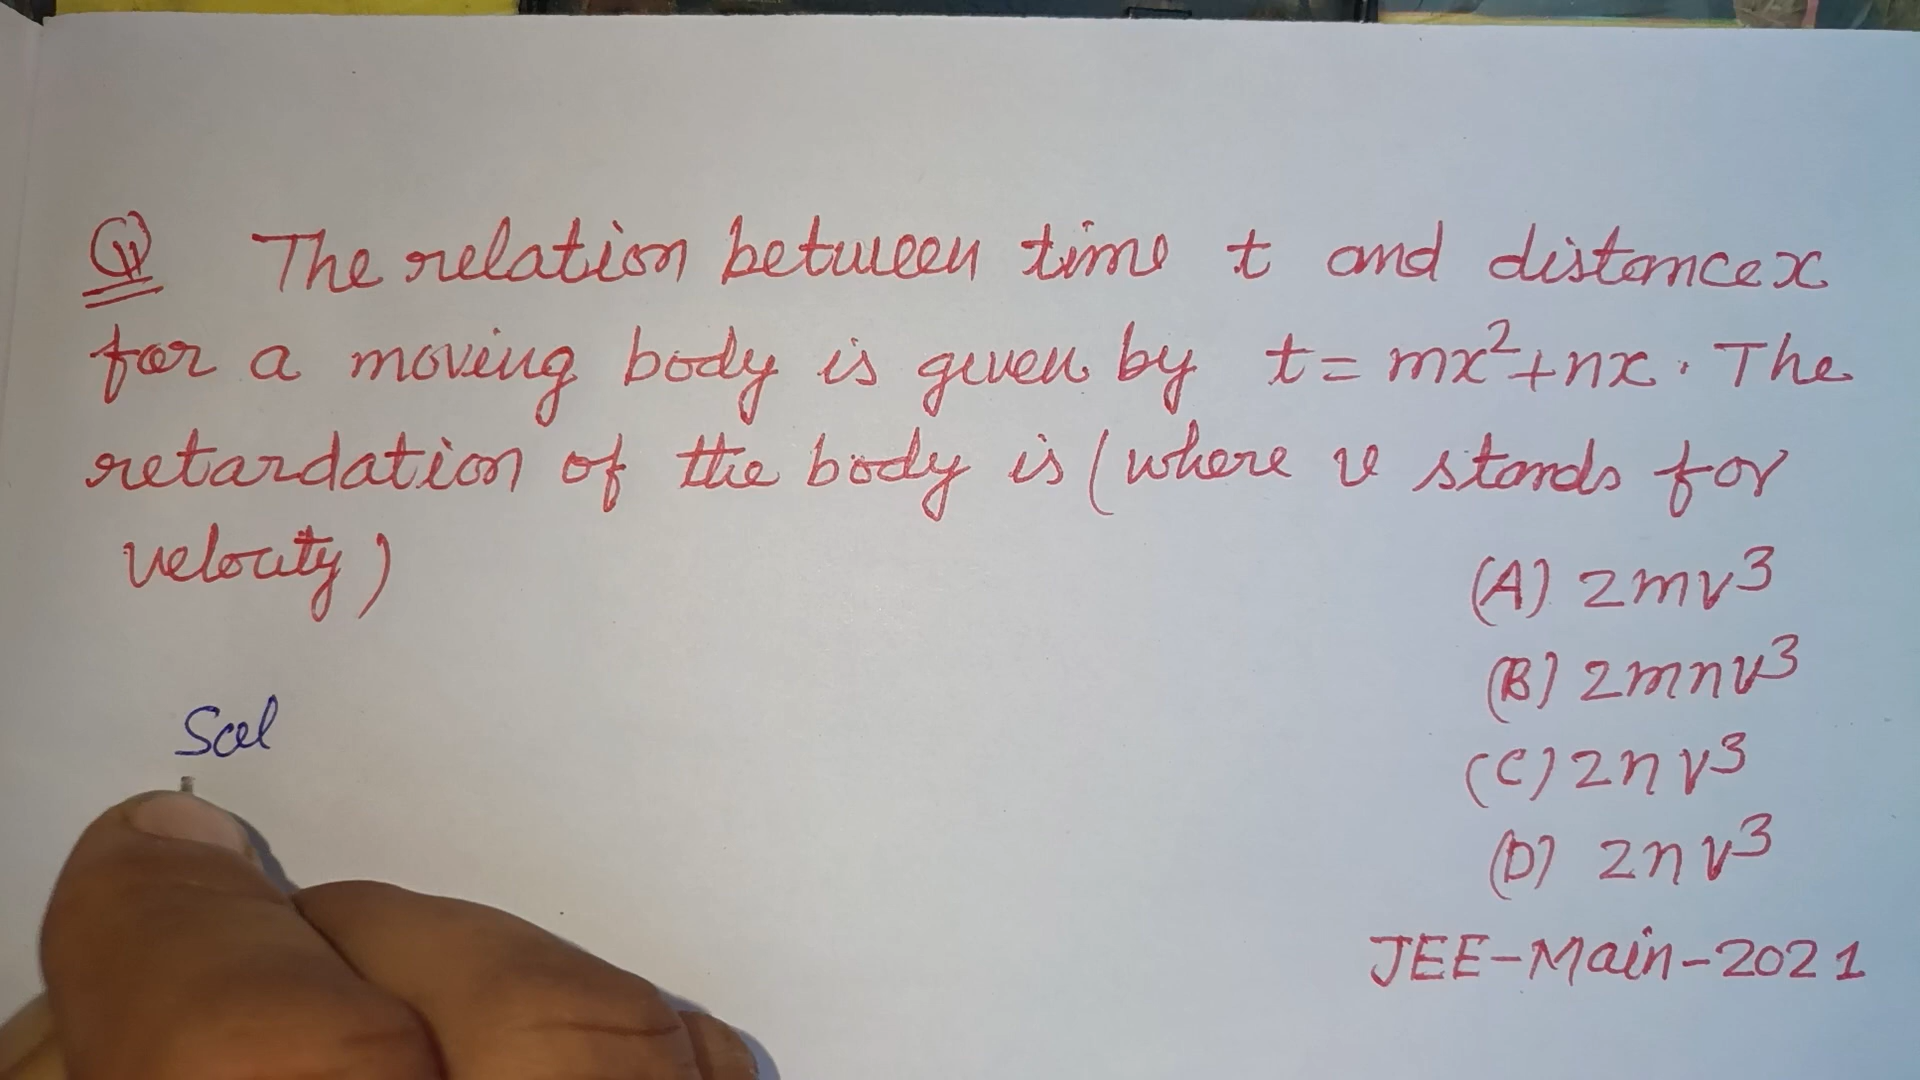 Q The relation between time t and distance x
for a moving body is given by t = mx²+nx. The
retardation of the body is (where v stands for
velocity)
(A) 2mv³
(B) 2mnv³
(C) 2nv³
(D) 2nv³
Sol
JEE-Main-2021